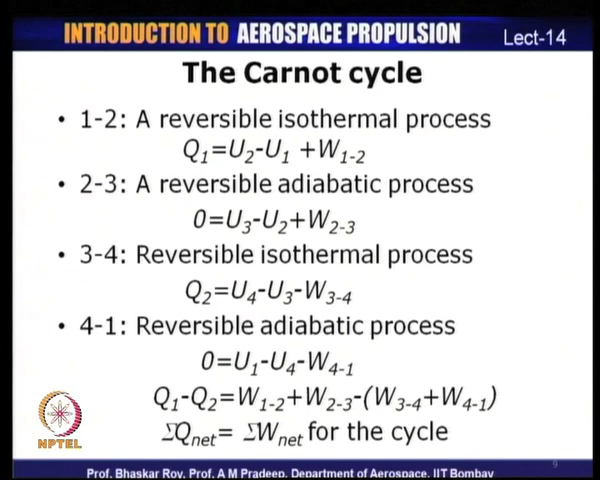 INTRODUCTION TO AEROSPACE PROPULSION Lect-14
The Carnot cycle
• 1-2: A reversible isothermal process
Q₁=U₂-U₁ +W₁₋₂
• 2-3: A reversible adiabatic process
0=U₃-U₂+W₂₋₃
• 3-4: Reversible isothermal process
Q₂=U₄-U₃-W₃₋₄
• 4-1: Reversible adiabatic process
0=U₁-U₄-W₄₋₁
Q₁-Q₂=W₁₋₂+W₂₋₃-(W₃₋₄+W₄₋₁)
ΣQnet= ΣWnet for the cycle
NPTEL
9
Prof. Bhaskar Roy, Prof. A M Pradeep, Department of Aerospace, IIT Bombay